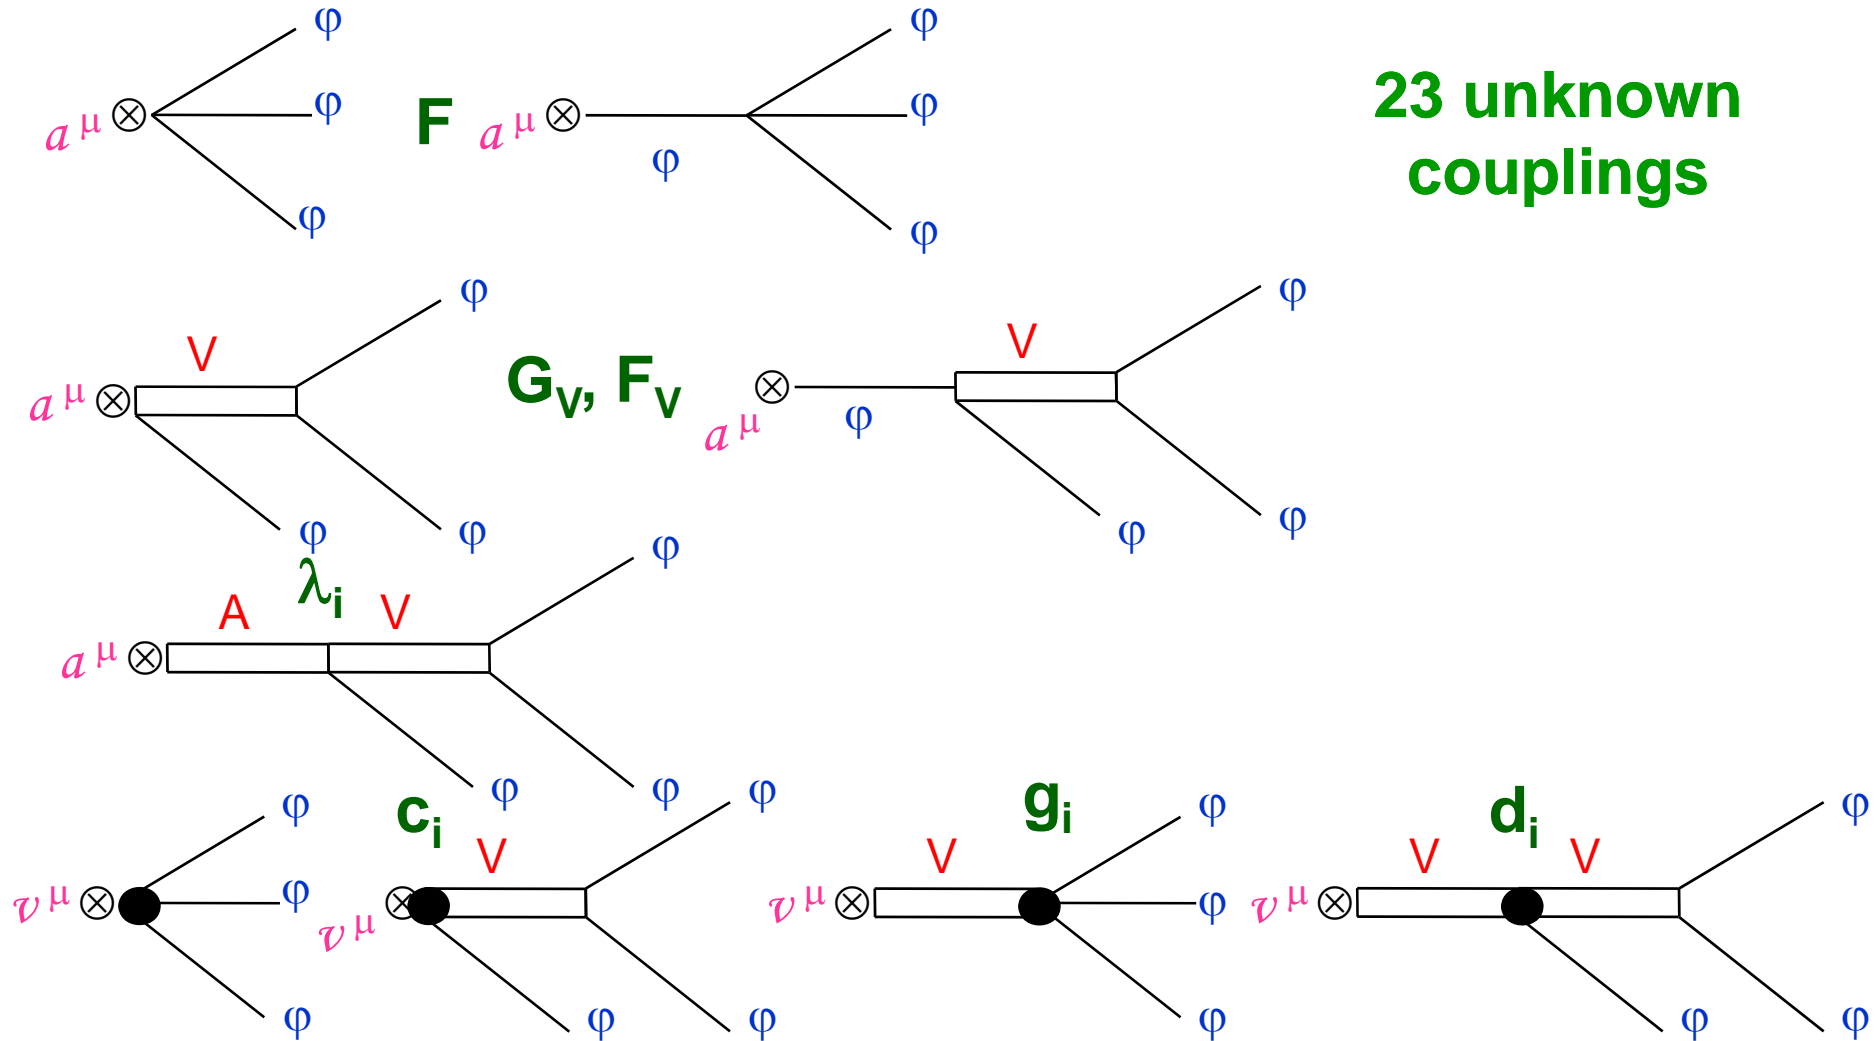 φ φ
a μ φ F a μ φ φ 23 unknown
couplings
φ φ
φ φ
V V
a μ G_V, F_V a μ φ
φ φ φ φ
λ_i φ
A V
a μ
φ φ φ
φ c_i V g_i φ V d_i V φ
v μ φ v μ v μ φ v μ
φ φ φ φ φ φ